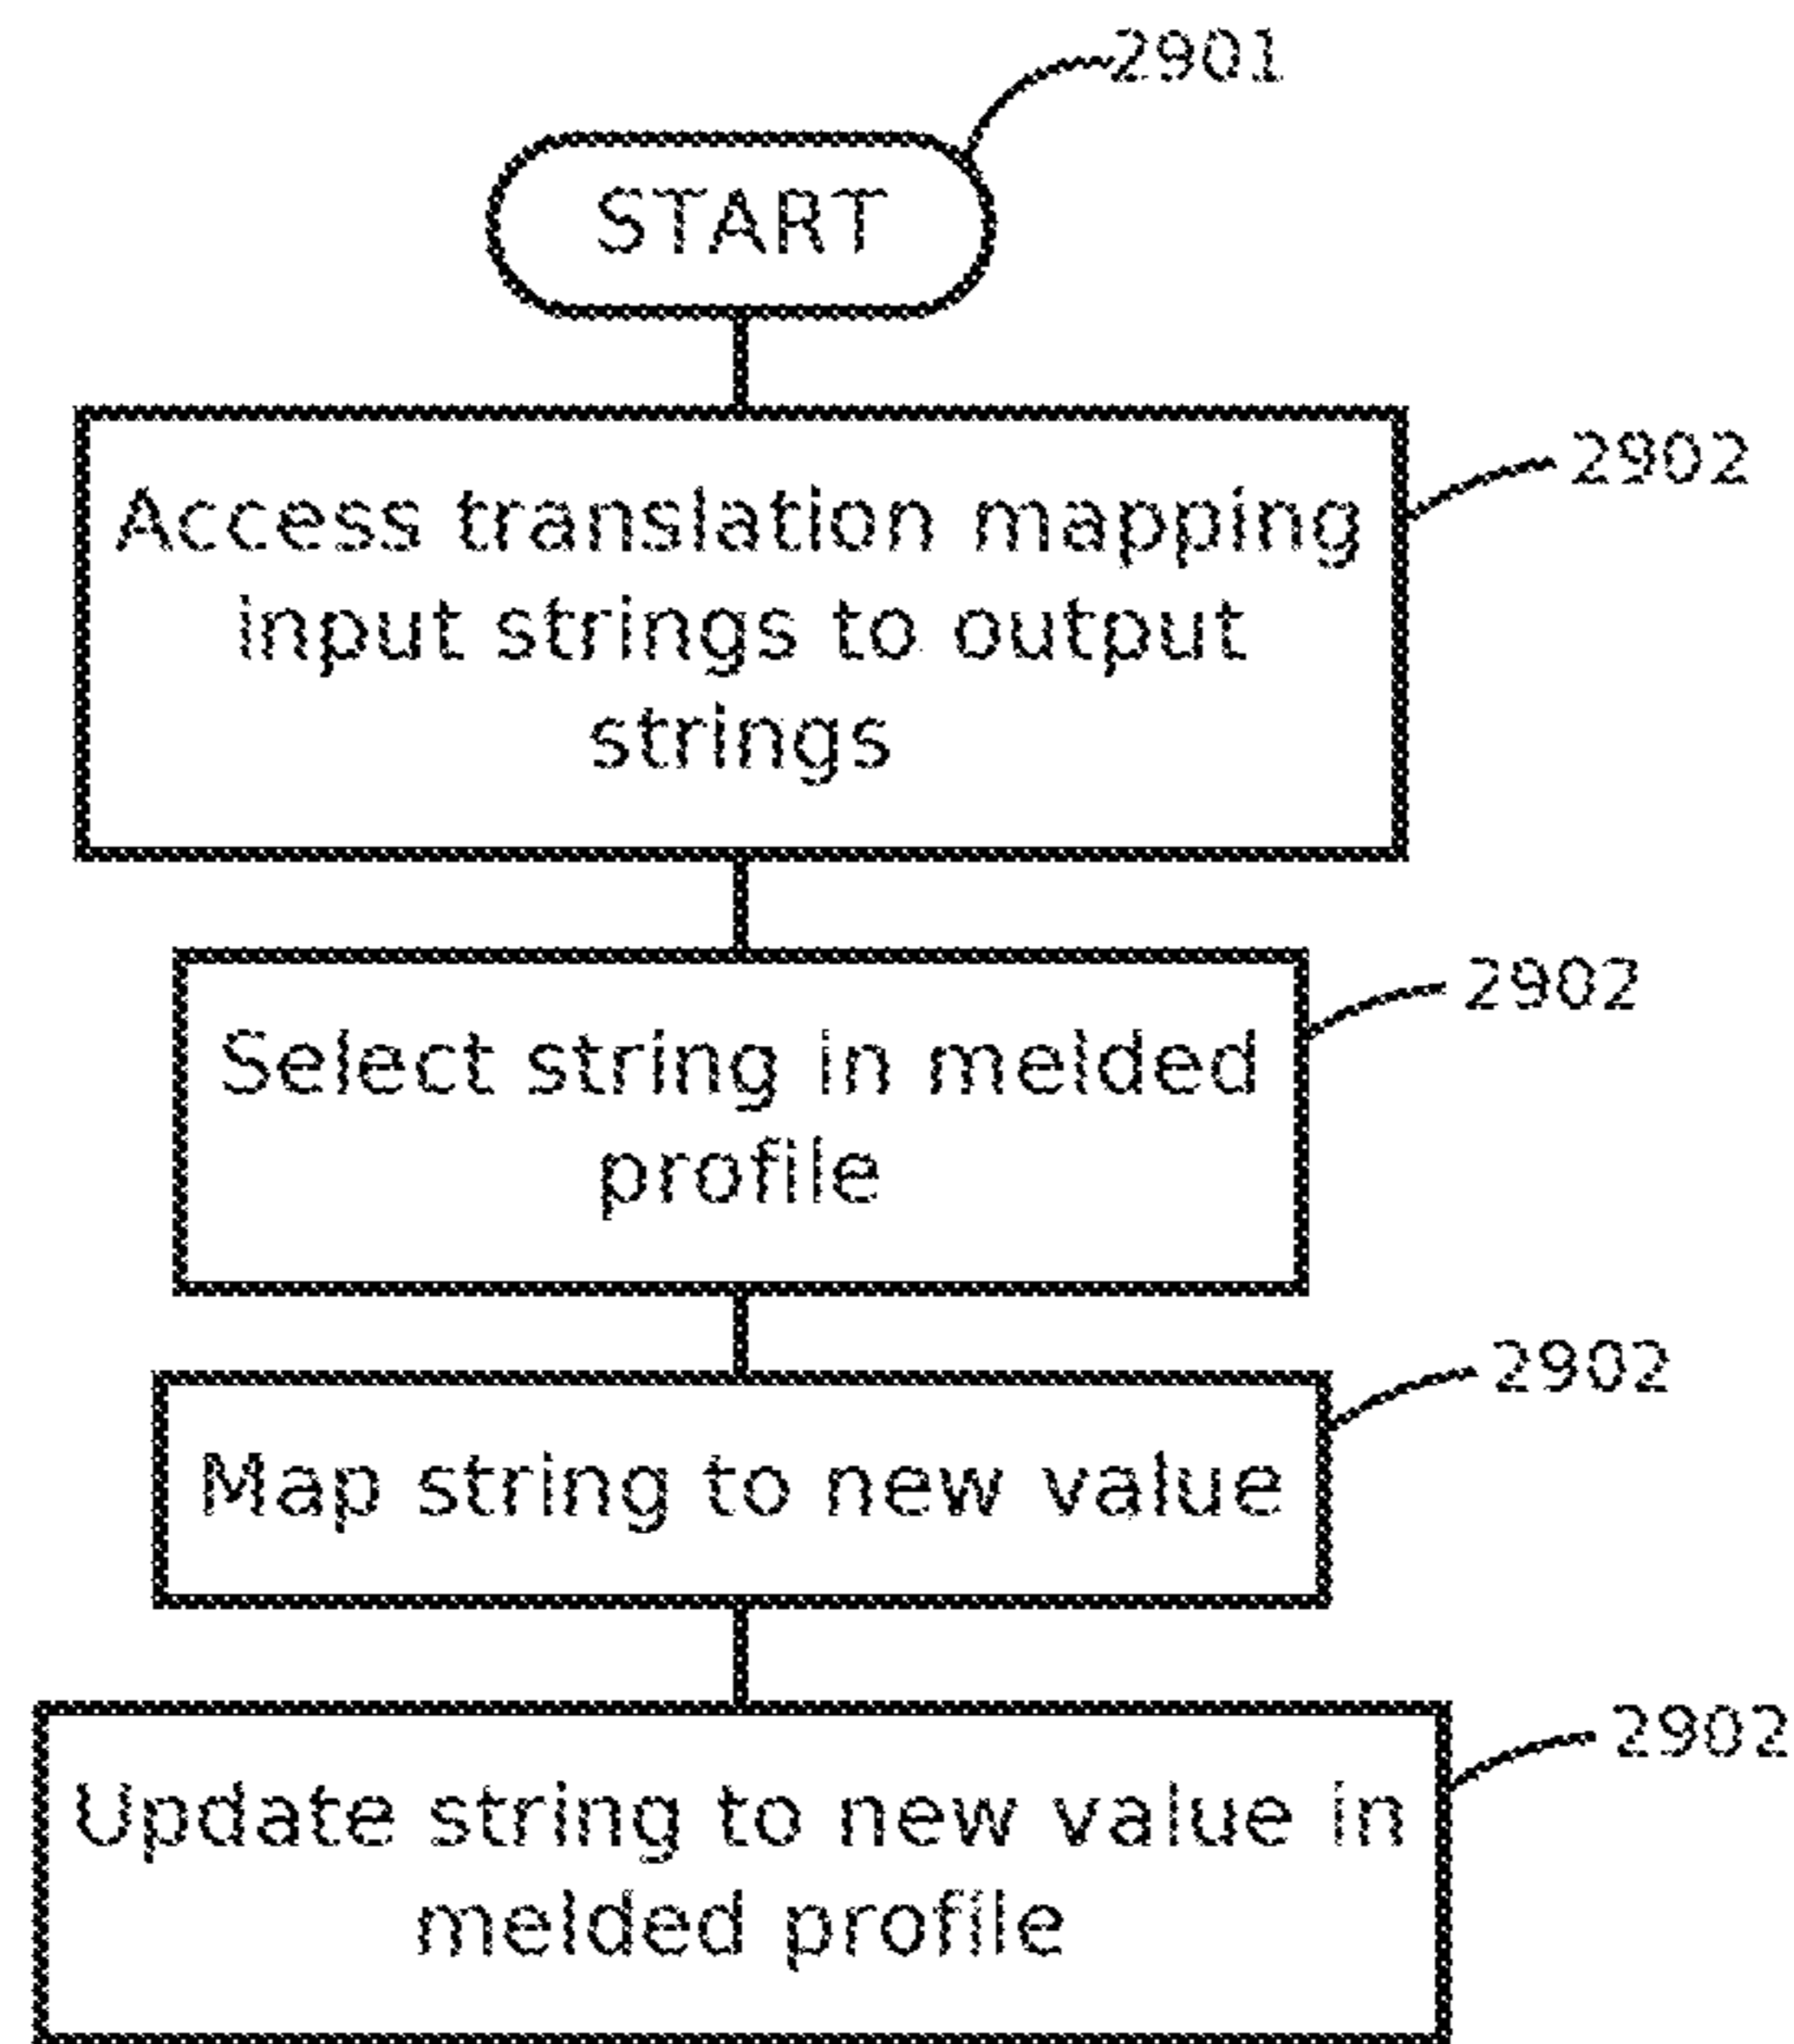 2901
START
2902
Access translation mapping
input strings to output
strings
2902
Select string in melded
profile
2902
Map string to new value
2902
Update string to new value in
melded profile